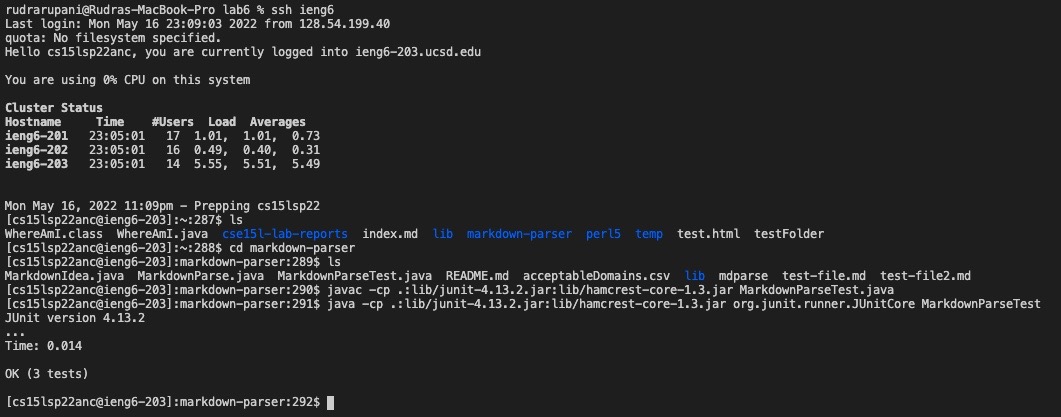 rudrarupani@Rudras-MacBook-Pro lab6 % ssh ieng6
Last login: Mon May 16 23:09:03 2022 from 128.54.199.40
quota: No filesystem specified.
Hello cs15lsp22anc, you are currently logged into ieng6-203.ucsd.edu
You are using 0% CPU on this system
Cluster Status
Hostname     Time    #Users  Load  Averages
ieng6-201   23:05:01   17  1.01,  1.01,  0.73
ieng6-202   23:05:01   16  0.49,  0.40,  0.31
ieng6-203   23:05:01   14  5.55,  5.51,  5.49
Mon May 16, 2022 11:09pm - Prepping cs15lsp22
[cs15lsp22anc@ieng6-203]:~:287$ ls
WhereAmI.class  WhereAmI.java  cse15l-lab-reports  index.md  lib  markdown-parser  perl5  temp  test.html  testFolder
[cs15lsp22anc@ieng6-203]:~:288$ cd markdown-parser
[cs15lsp22anc@ieng6-203]:markdown-parser:289$ ls
MarkdownIdea.java  MarkdownParse.java  MarkdownParseTest.java  README.md  acceptableDomains.csv  lib  mdparse  test-file.md  test-file2.md
[cs15lsp22anc@ieng6-203]:markdown-parser:290$ javac -cp .:lib/junit-4.13.2.jar:lib/hamcrest-core-1.3.jar MarkdownParseTest.java
[cs15lsp22anc@ieng6-203]:markdown-parser:291$ java -cp .:lib/junit-4.13.2.jar:lib/hamcrest-core-1.3.jar org.junit.runner.JUnitCore MarkdownParseTest
JUnit version 4.13.2
...
Time: 0.014
OK (3 tests)
[cs15lsp22anc@ieng6-203]:markdown-parser:292$